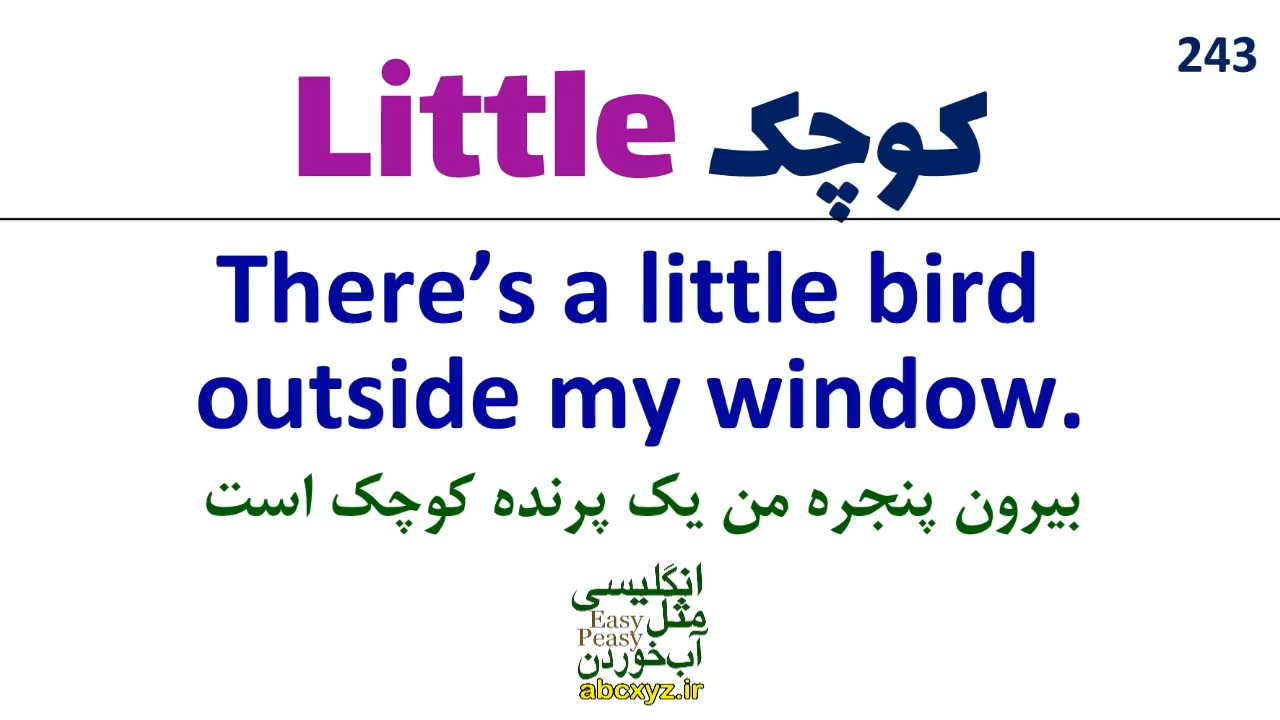 243
Little کوچک
There’s a little bird
outside my window.
بیرون پنجره من یک پرنده کوچک است
انگلیسی
مثل Easy
Peasy
آب‌خوردن
abcxyz.ir